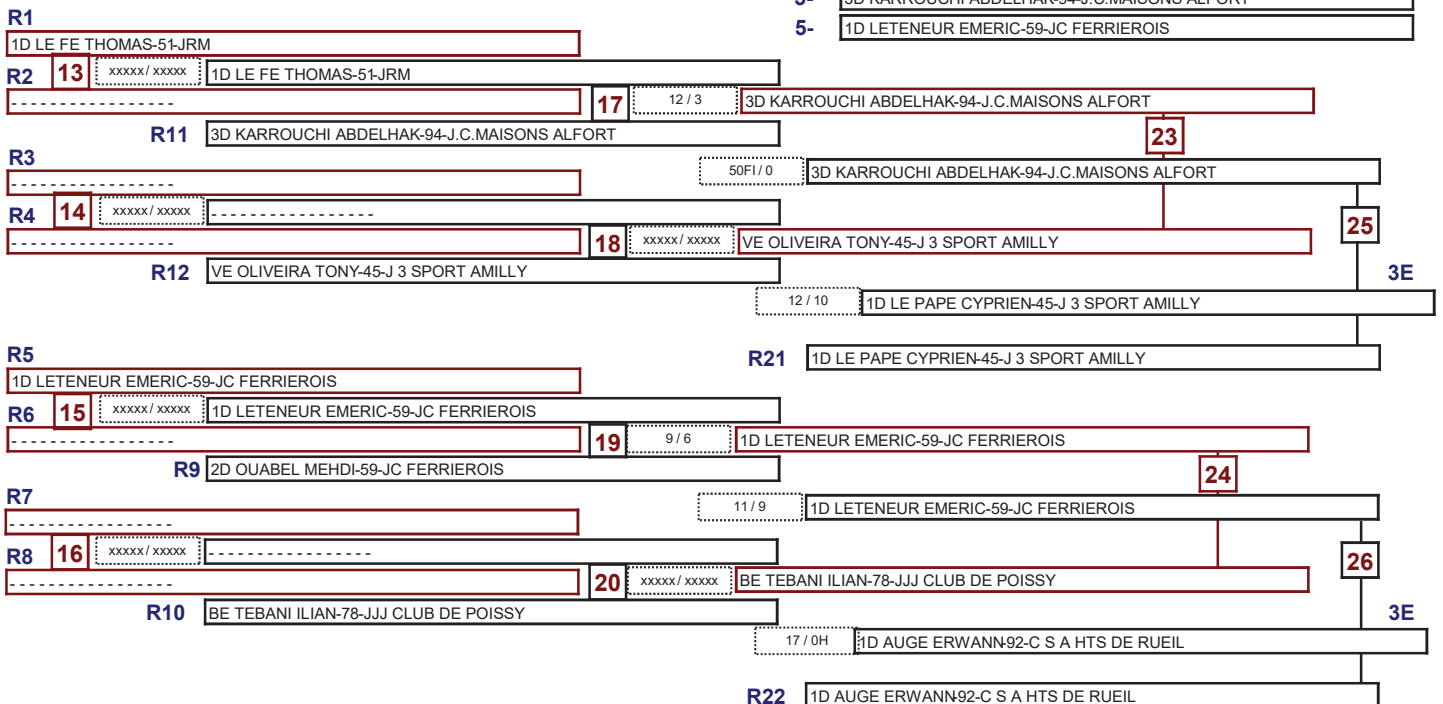 3- 3D KARROUCHI ABDELHAK-94-J.C.MAISONS ALFORT
5- 1D LETENEUR EMERIC-59-JC FERRIEROIS
R1
1D LE FE THOMAS-51-JRM
R2 13 xxxxx / xxxxx 1D LE FE THOMAS-51-JRM
- - - - - - - - - - - - - - - - - 17 12 / 3 3D KARROUCHI ABDELHAK-94-J.C.MAISONS ALFORT
R11 3D KARROUCHI ABDELHAK-94-J.C.MAISONS ALFORT
23
R3
50FI / 0 3D KARROUCHI ABDELHAK-94-J.C.MAISONS ALFORT
- - - - - - - - - - - - - - - - -
R4 14 xxxxx / xxxxx - - - - - - - - - - - - - - - - -
25
- - - - - - - - - - - - - - - - - 18 xxxxx / xxxxx VE OLIVEIRA TONY-45-J 3 SPORT AMILLY
R12 VE OLIVEIRA TONY-45-J 3 SPORT AMILLY
3E
12 / 10 1D LE PAPE CYPRIEN-45-J 3 SPORT AMILLY
R5
R21 1D LE PAPE CYPRIEN-45-J 3 SPORT AMILLY
1D LETENEUR EMERIC-59-JC FERRIEROIS
R6 15 xxxxx / xxxxx 1D LETENEUR EMERIC-59-JC FERRIEROIS
- - - - - - - - - - - - - - - - - 19 9 / 6 1D LETENEUR EMERIC-59-JC FERRIEROIS
R9 2D OUABEL MEHDI-59-JC FERRIEROIS
24
R7
11 / 9 1D LETENEUR EMERIC-59-JC FERRIEROIS
- - - - - - - - - - - - - - - - -
R8 16 xxxxx / xxxxx - - - - - - - - - - - - - - - - -
26
- - - - - - - - - - - - - - - - - 20 xxxxx / xxxxx BE TEBANI ILIAN-78-JJJ CLUB DE POISSY
R10 BE TEBANI ILIAN-78-JJJ CLUB DE POISSY
3E
17 / 0H 1D AUGE ERWANN-92-C S A HTS DE RUEIL
R22 1D AUGE ERWANN-92-C S A HTS DE RUEIL